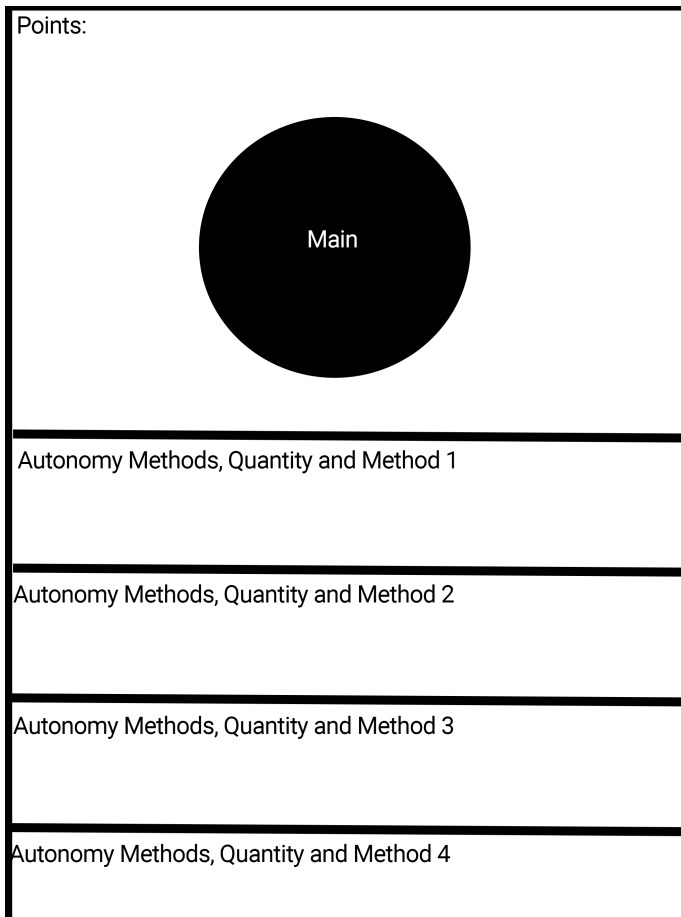 Points:
Main
Autonomy Methods, Quantity and Method 1
Autonomy Methods, Quantity and Method 2
Autonomy Methods, Quantity and Method 3
Autonomy Methods, Quantity and Method 4